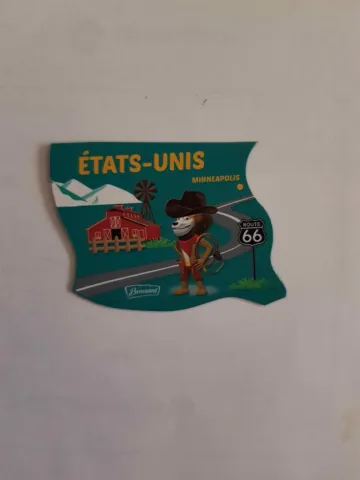 ÉTATS-UNIS
MINNEAPOLIS
ROUTE
66